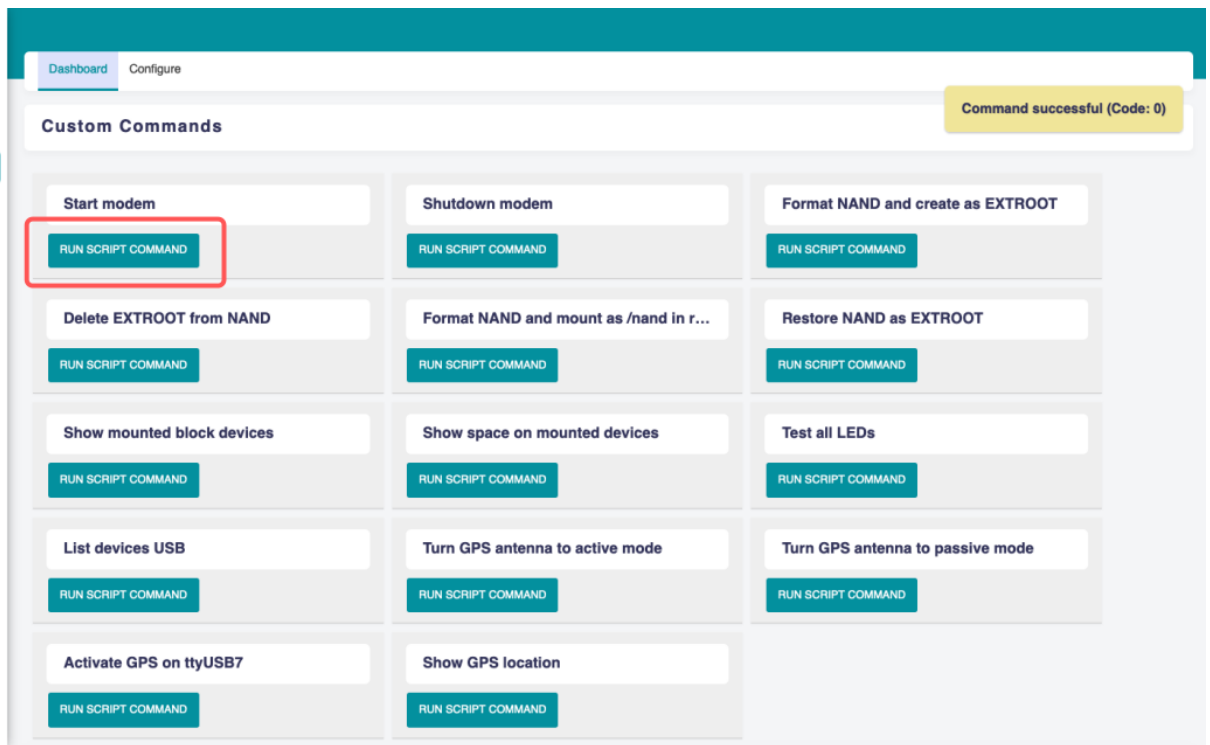 Dashboard Configure
Command successful (Code: 0)
Custom Commands
Start modem
RUN SCRIPT COMMAND
Shutdown modem
RUN SCRIPT COMMAND
Format NAND and create as EXTROOT
RUN SCRIPT COMMAND
Delete EXTROOT from NAND
RUN SCRIPT COMMAND
Format NAND and mount as /nand in r...
RUN SCRIPT COMMAND
Restore NAND as EXTROOT
RUN SCRIPT COMMAND
Show mounted block devices
RUN SCRIPT COMMAND
Show space on mounted devices
RUN SCRIPT COMMAND
Test all LEDs
RUN SCRIPT COMMAND
List devices USB
RUN SCRIPT COMMAND
Turn GPS antenna to active mode
RUN SCRIPT COMMAND
Turn GPS antenna to passive mode
RUN SCRIPT COMMAND
Activate GPS on ttyUSB7
RUN SCRIPT COMMAND
Show GPS location
RUN SCRIPT COMMAND